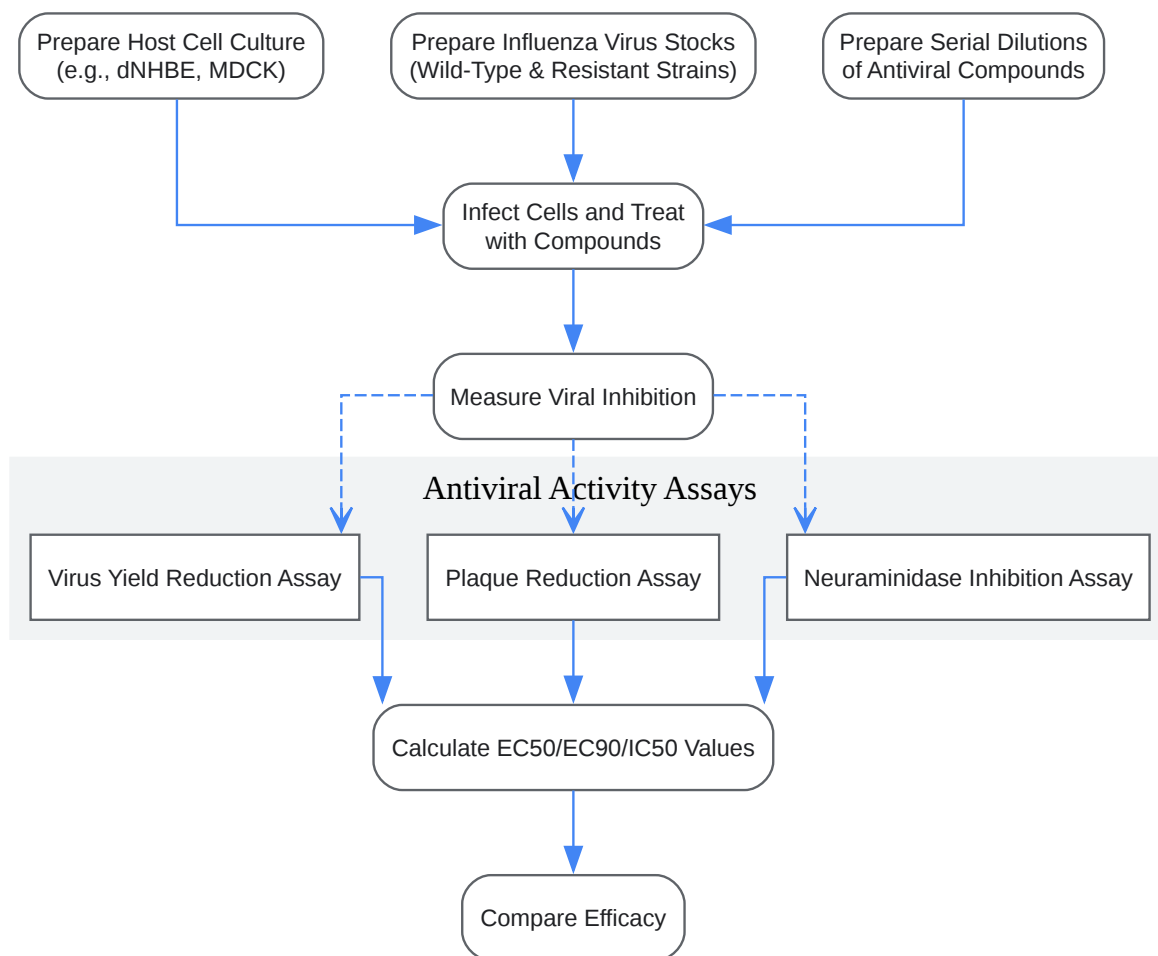 Prepare Host Cell Culture
(e.g., dNHBE, MDCK)
Prepare Influenza Virus Stocks
(Wild-Type & Resistant Strains)
Prepare Serial Dilutions
of Antiviral Compounds
Infect Cells and Treat
with Compounds
Measure Viral Inhibition
Antiviral Activity Assays
Virus Yield Reduction Assay
Plaque Reduction Assay
Neuraminidase Inhibition Assay
Calculate EC50/EC90/IC50 Values
Compare Efficacy